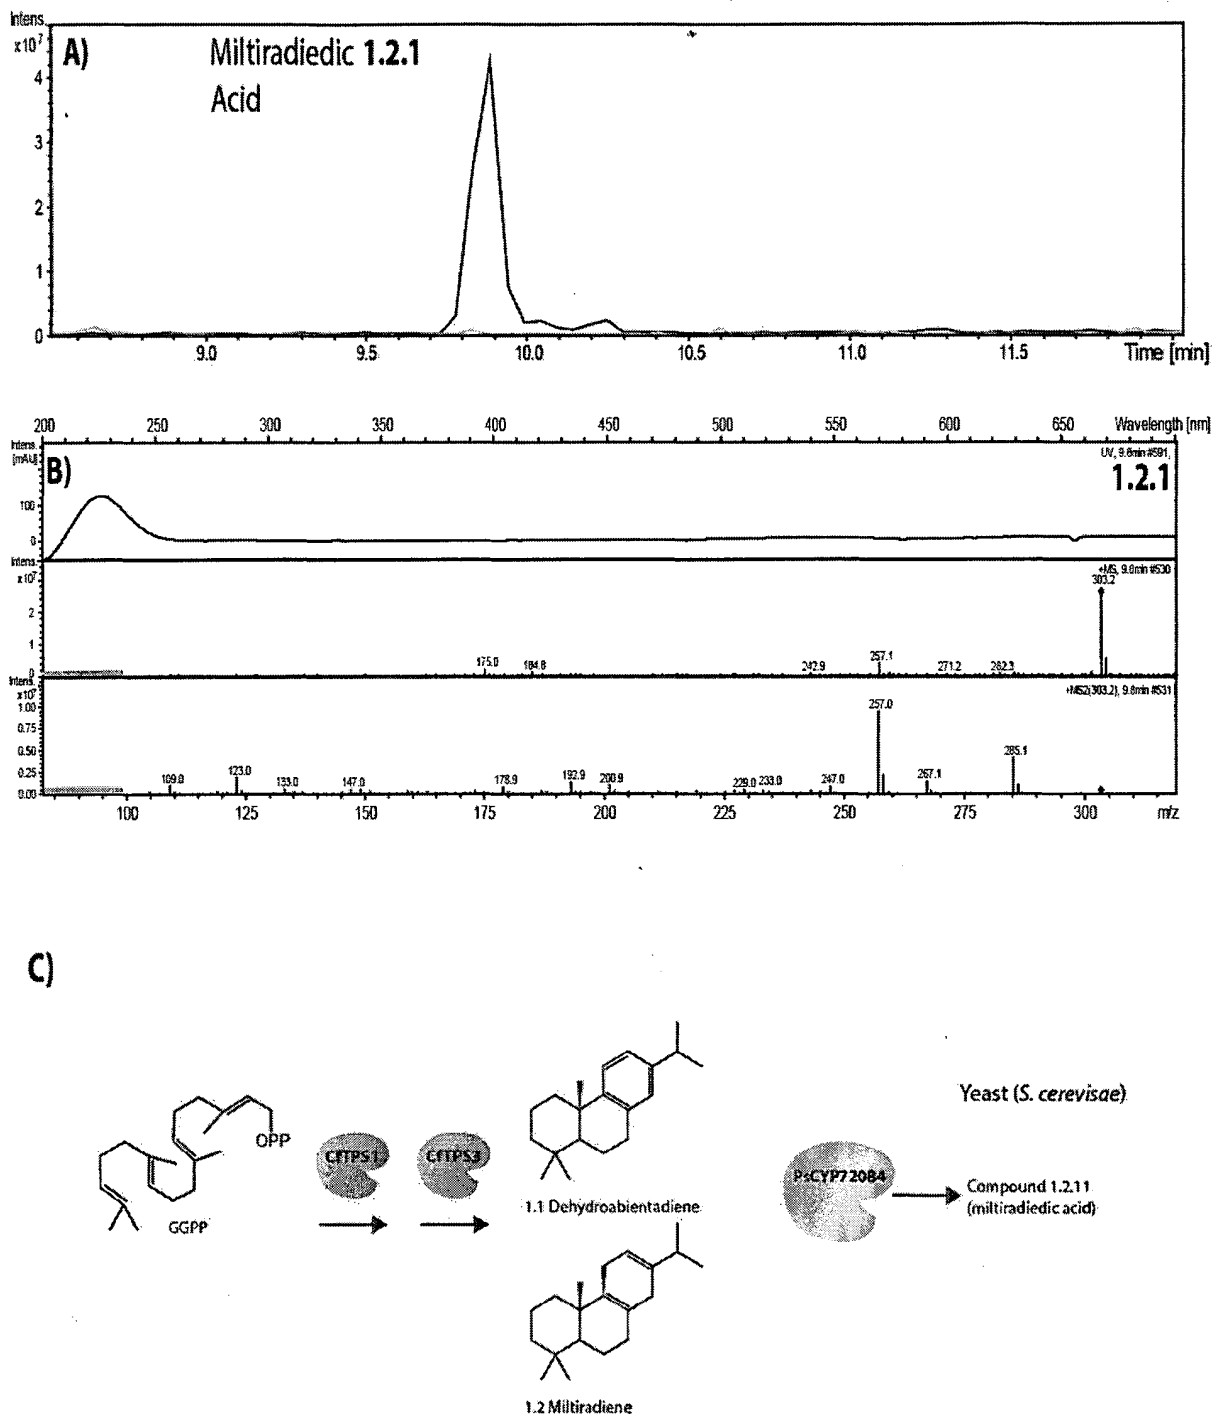 Intens.
x10⁷
A)
Miltiradiedic 1.2.1
Acid
4
3
2
1
0
9.0 9.5 10.0 10.5 11.0 11.5 Time [min]
200 250 300 350 400 450 500 550 600 650 Wavelength [nm]
Intens.
[mAU]
B)
UV, 9.8min #591,
1.2.1
100
0
Intens.
x10⁷
+MS, 9.8min #530
303.2
2
1
0
175.0 184.8 242.9 257.1 271.2 282.3
Intens.
x10⁷
+MS2(303.2), 9.8min #531
1.00
0.75
0.50
0.25
0.00
109.0 123.0 133.0 147.0 178.9 192.9 200.9 229.0 233.0 247.0 257.0 267.1 285.1
100 125 150 175 200 225 250 275 300 m/z
C)
OPP
GGPP
CfTPS1
CfTPS3
1.1 Dehydroabientadiene
1.2 Miltiradiene
Yeast (S. cerevisae)
PsCYP720B4
Compound 1.2.11
(miltiradiedic acid)